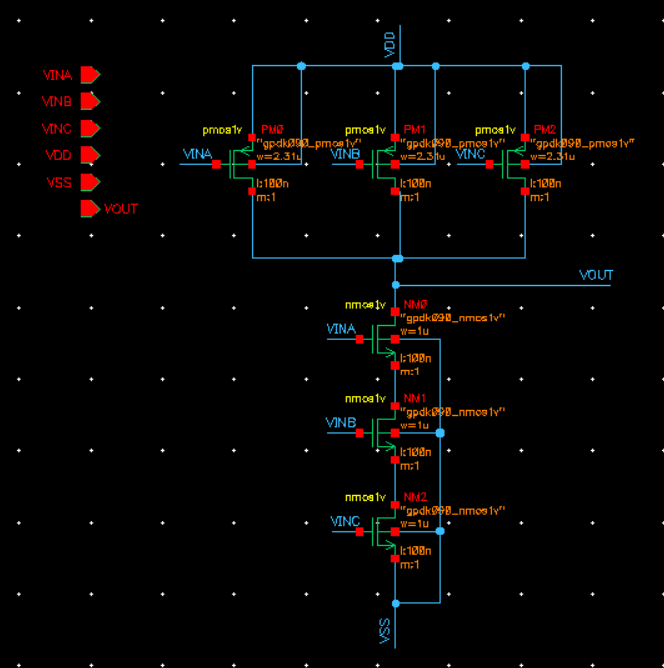 VDD
VINA
VINB
VINC
VDD
VSS
VOUT
pmos1v PM0
"gpdk090_pmos1v"
VINA w=2.31u
l:100n
m:1
pmos1v PM1
"gpdk090_pmos1v"
VINB w=2.31u
l:100n
m:1
pmos1v PM2
"gpdk090_pmos1v"
VINC w=2.31u
l:100n
m:1
VOUT
nmos1v NM0
"gpdk090_nmos1v"
VINA w=1u
l:100n
m:1
nmos1v NM1
"gpdk090_nmos1v"
VINB w=1u
l:100n
m:1
nmos1v NM2
"gpdk090_nmos1v"
VINC w=1u
l:100n
m:1
VSS